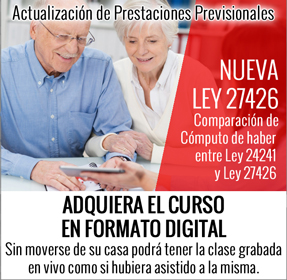 Actualización de Prestaciones Previsionales
NUEVA
LEY 27426
Comparación de
Cómputo de haber
entre Ley 24241
y Ley 27426
ADQUIERA EL CURSO
EN FORMATO DIGITAL
Sin moverse de su casa podrá tener la clase grabada
en vivo como si hubiera asistido a la misma.